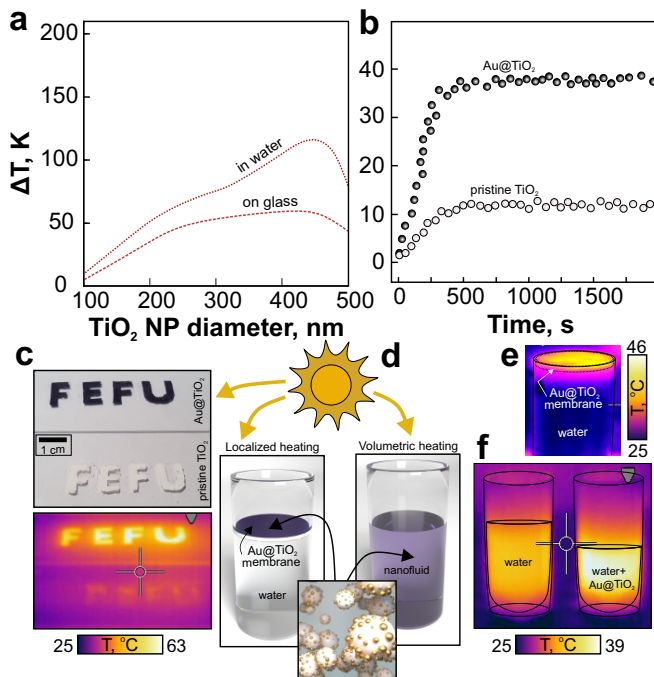 a
200
150
100
50
0
ΔT, K
in water
on glass
100 200 300 400 500
TiO₂ NP diameter, nm
b
40
30
20
10
0
Au@TiO₂
pristine TiO₂
0 500 1000 1500
Time, s
c
FEFU
Au@TiO₂
1 cm
FEFU
pristine TiO₂
FEFU
FEFU
25 T, °C 63
d
Localized heating
Au@TiO₂
membrane
water
Volumetric heating
nanofluid
e
Au@TiO₂
membrane
water
46
T, °C
25
f
water
water+
Au@TiO₂
25 T, °C 39